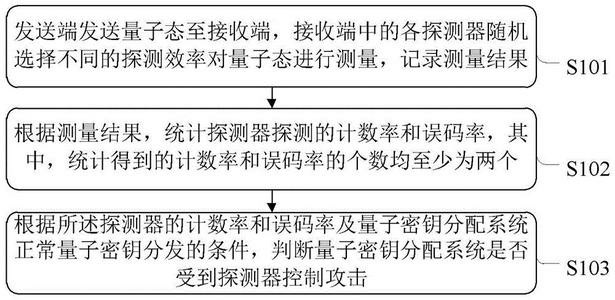 发送端发送量子态至接收端，接收端中的各探测器随机
选择不同的探测效率对量子态进行测量，记录测量结果
S101
根据测量结果，统计探测器探测的计数率和误码率，其
中，统计得到的计数率和误码率的个数均至少为两个
S102
根据所述探测器的计数率和误码率及量子密钥分配系统
正常量子密钥分发的条件，判断量子密钥分配系统是否
受到探测器控制攻击
S103